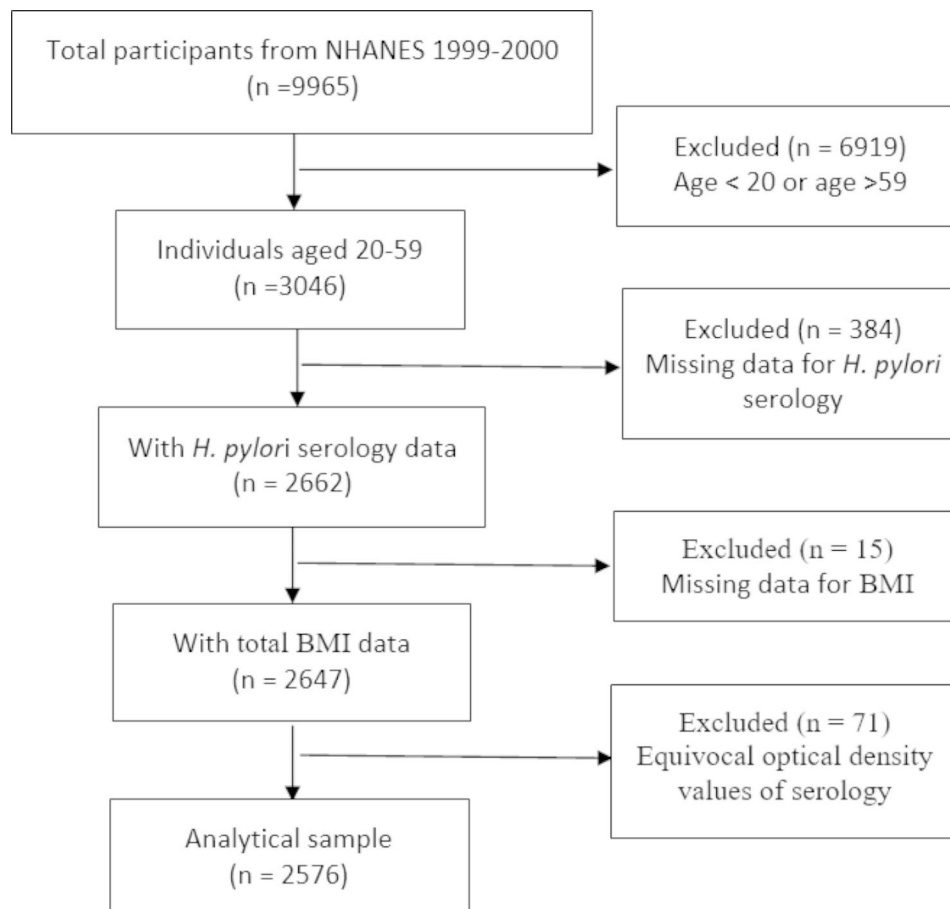 Total participants from NHANES 1999-2000
(n =9965)
Excluded (n = 6919)
Age < 20 or age >59
Individuals aged 20-59
(n =3046)
Excluded (n = 384)
Missing data for H. pylori
serology
With H. pylori serology data
(n = 2662)
Excluded (n = 15)
Missing data for BMI
With total BMI data
(n = 2647)
Excluded (n = 71)
Equivocal optical density
values of serology
Analytical sample
(n = 2576)